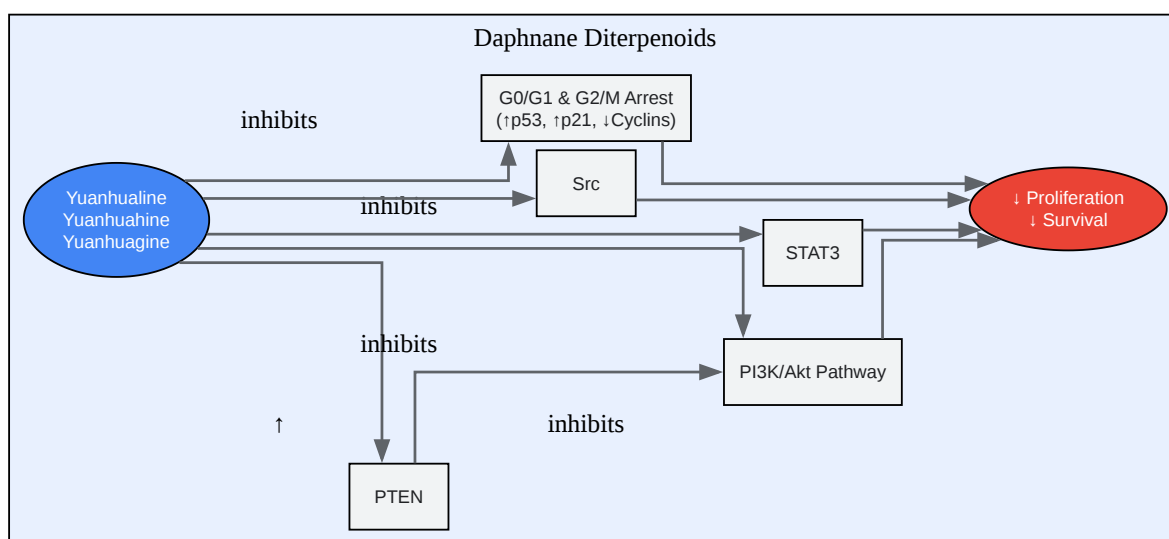 Daphnane Diterpenoids
G0/G1 & G2/M Arrest
(↑p53, ↑p21, ↓Cyclins)
inhibits
Src
Yuanhualine
Yuanhuahine
Yuanhuagine
inhibits
↓ Proliferation
↓ Survival
STAT3
inhibits
PI3K/Akt Pathway
↑
inhibits
PTEN